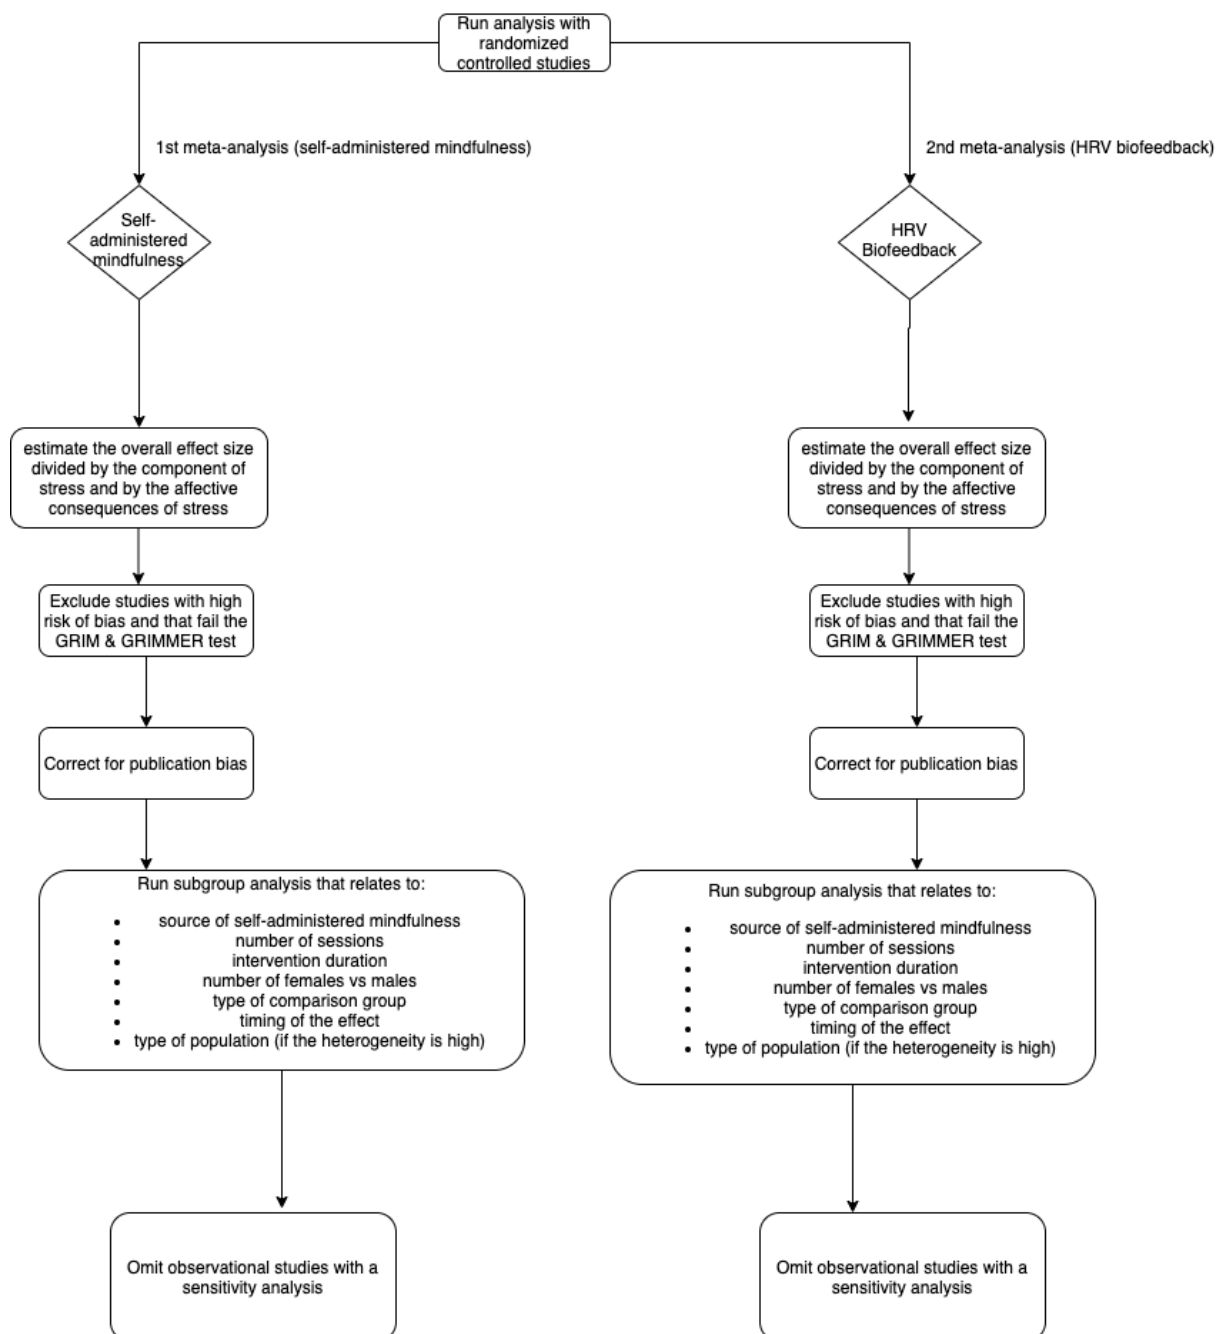 Run analysis with
randomized
controlled studies
1st meta-analysis (self-administered mindfulness)
2nd meta-analysis (HRV biofeedback)
Self-
administered
mindfulness
HRV
Biofeedback
estimate the overall effect size
divided by the component of
stress and by the affective
consequences of stress
estimate the overall effect size
divided by the component of
stress and by the affective
consequences of stress
Exclude studies with high
risk of bias and that fail the
GRIM & GRIMMER test
Exclude studies with high
risk of bias and that fail the
GRIM & GRIMMER test
Correct for publication bias
Correct for publication bias
Run subgroup analysis that relates to:
• source of self-administered mindfulness
• number of sessions
• intervention duration
• number of females vs males
• type of comparison group
• timing of the effect
• type of population (if the heterogeneity is high)
Run subgroup analysis that relates to:
• source of self-administered mindfulness
• number of sessions
• intervention duration
• number of females vs males
• type of comparison group
• timing of the effect
• type of population (if the heterogeneity is high)
Omit observational studies with a
sensitivity analysis
Omit observational studies with a
sensitivity analysis